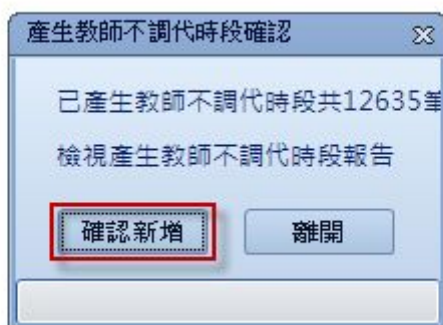 產生教師不調代時段確認
已產生教師不調代時段共12635筆
檢視產生教師不調代時段報告
確認新增
離開